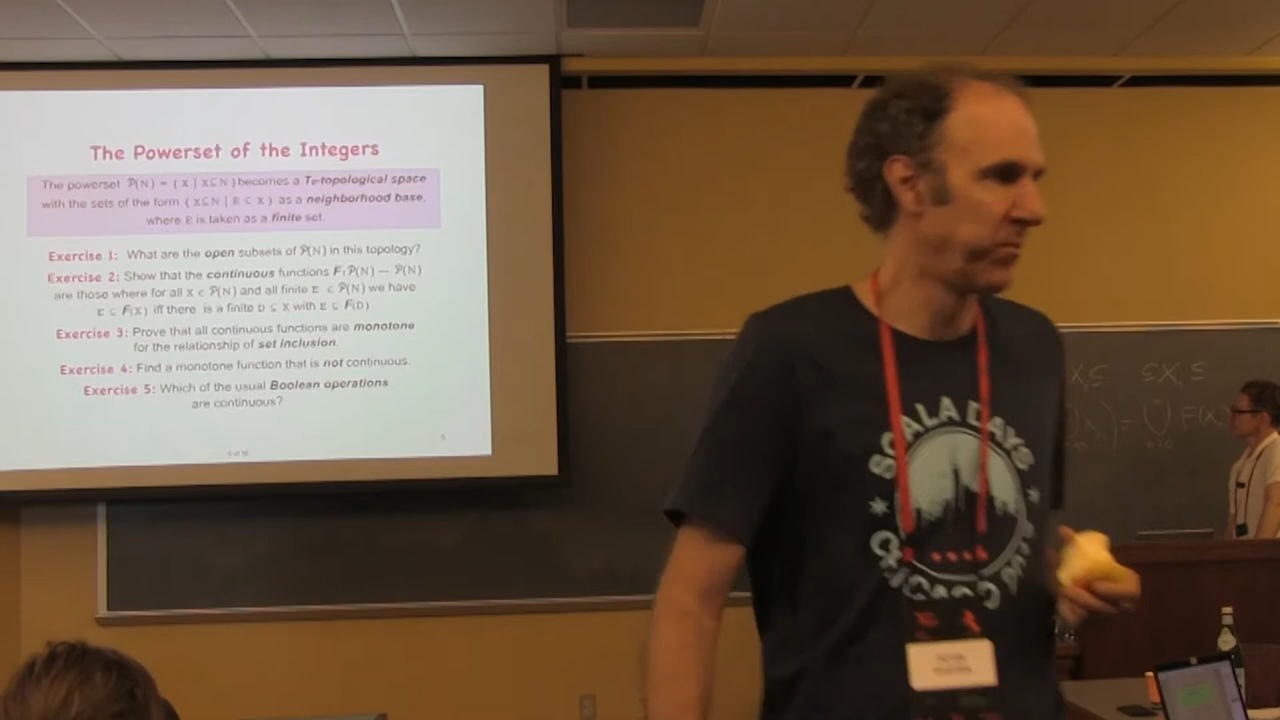 The Powerset of the Integers
The powerset P(N) = { X | X ⊆ N } becomes a T₀-topological space
with the sets of the form { X ⊆ N | E ⊆ X } as a neighborhood base,
where E is taken as a finite set.
Exercise 1: What are the open subsets of P(N) in this topology?
Exercise 2: Show that the continuous functions F: P(N) → P(N)
are those where for all X ∈ P(N) and all finite E ∈ P(N) we have
E ⊆ F(X) iff there is a finite D ⊆ X with E ⊆ F(D).
Exercise 3: Prove that all continuous functions are monotone
for the relationship of set inclusion.
Exercise 4: Find a monotone function that is not continuous.
Exercise 5: Which of the usual Boolean operations
are continuous?
SCALA DAYS